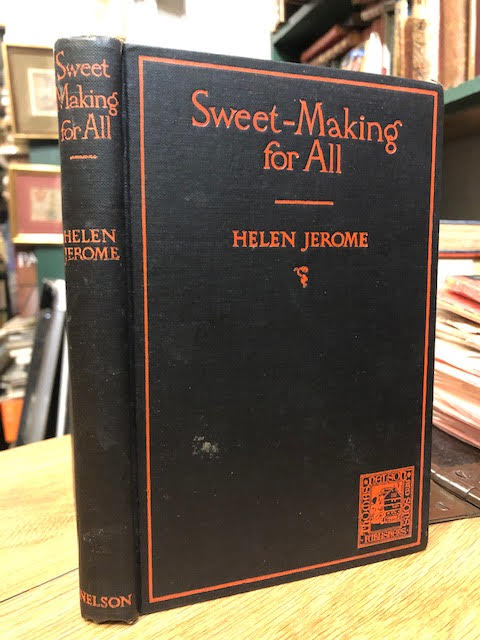 Sweet
Making
for All
HELEN
JEROME
NELSON
Sweet-Making
for All
HELEN JEROME